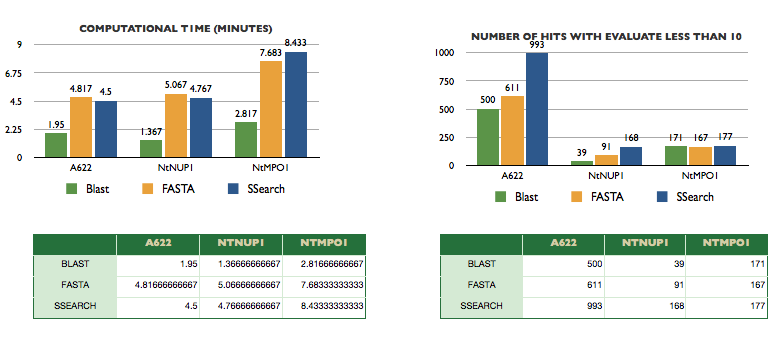 COMPUTATIONAL TIME (MINUTES)
9
6.75
4.5
2.25
0
1.95
4.817
4.5
1.367
5.067
4.767
2.817
7.683
8.433
A622
NtNUP1
NtMPO1
Blast
FASTA
SSearch
NUMBER OF HITS WITH EVALUATE LESS THAN 10
1000
750
500
250
0
500
611
993
39
91
168
171
167
177
A622
NtNUP1
NtMPO1
Blast
FASTA
SSearch
A622 NTNUP1 NTMPO1
BLAST 1.95 1.36666666667 2.81666666667
FASTA 4.81666666667 5.06666666667 7.68333333333
SSEARCH 4.5 4.76666666667 8.43333333333
A622 NTNUP1 NTMPO1
BLAST 500 39 171
FASTA 611 91 167
SSEARCH 993 168 177